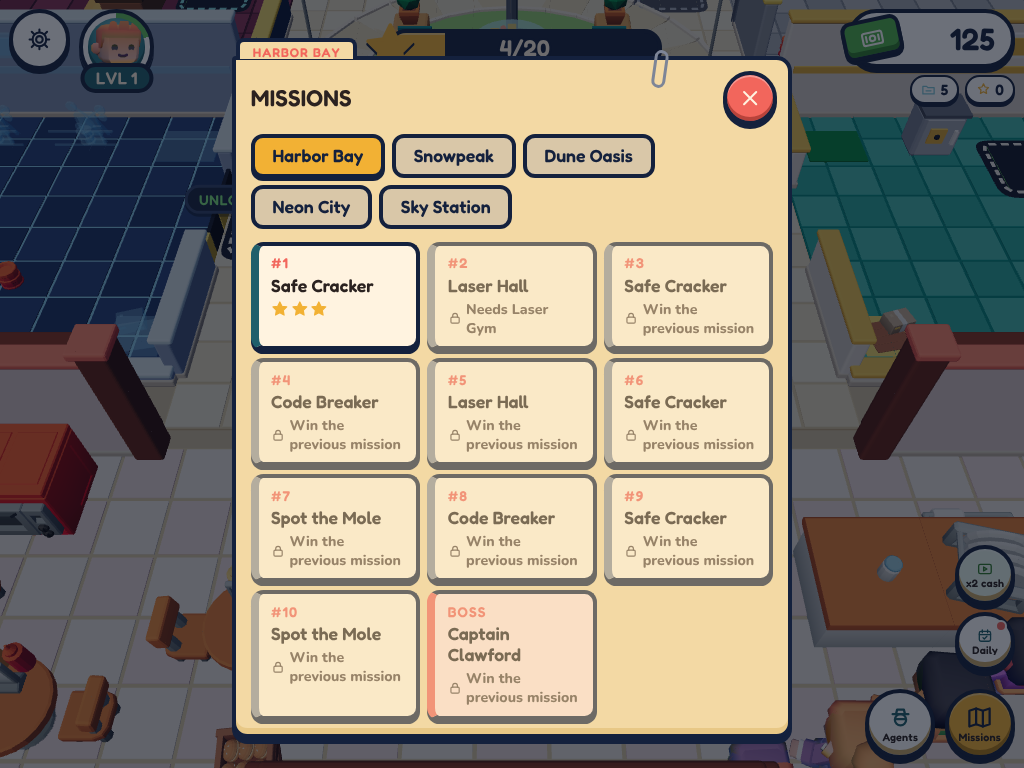 4/20
125
LVL 1
5
0
HARBOR BAY
MISSIONS
Harbor Bay
Snowpeak
Dune Oasis
Neon City
Sky Station
#1
Safe Cracker
#2
Laser Hall
Needs Laser
Gym
#3
Safe Cracker
Win the
previous mission
#4
Code Breaker
Win the
previous mission
#5
Laser Hall
Win the
previous mission
#6
Safe Cracker
Win the
previous mission
#7
Spot the Mole
Win the
previous mission
#8
Code Breaker
Win the
previous mission
#9
Safe Cracker
Win the
previous mission
#10
Spot the Mole
Win the
previous mission
BOSS
Captain
Clawford
Win the
previous mission
x2 cash
Daily
Agents
Missions